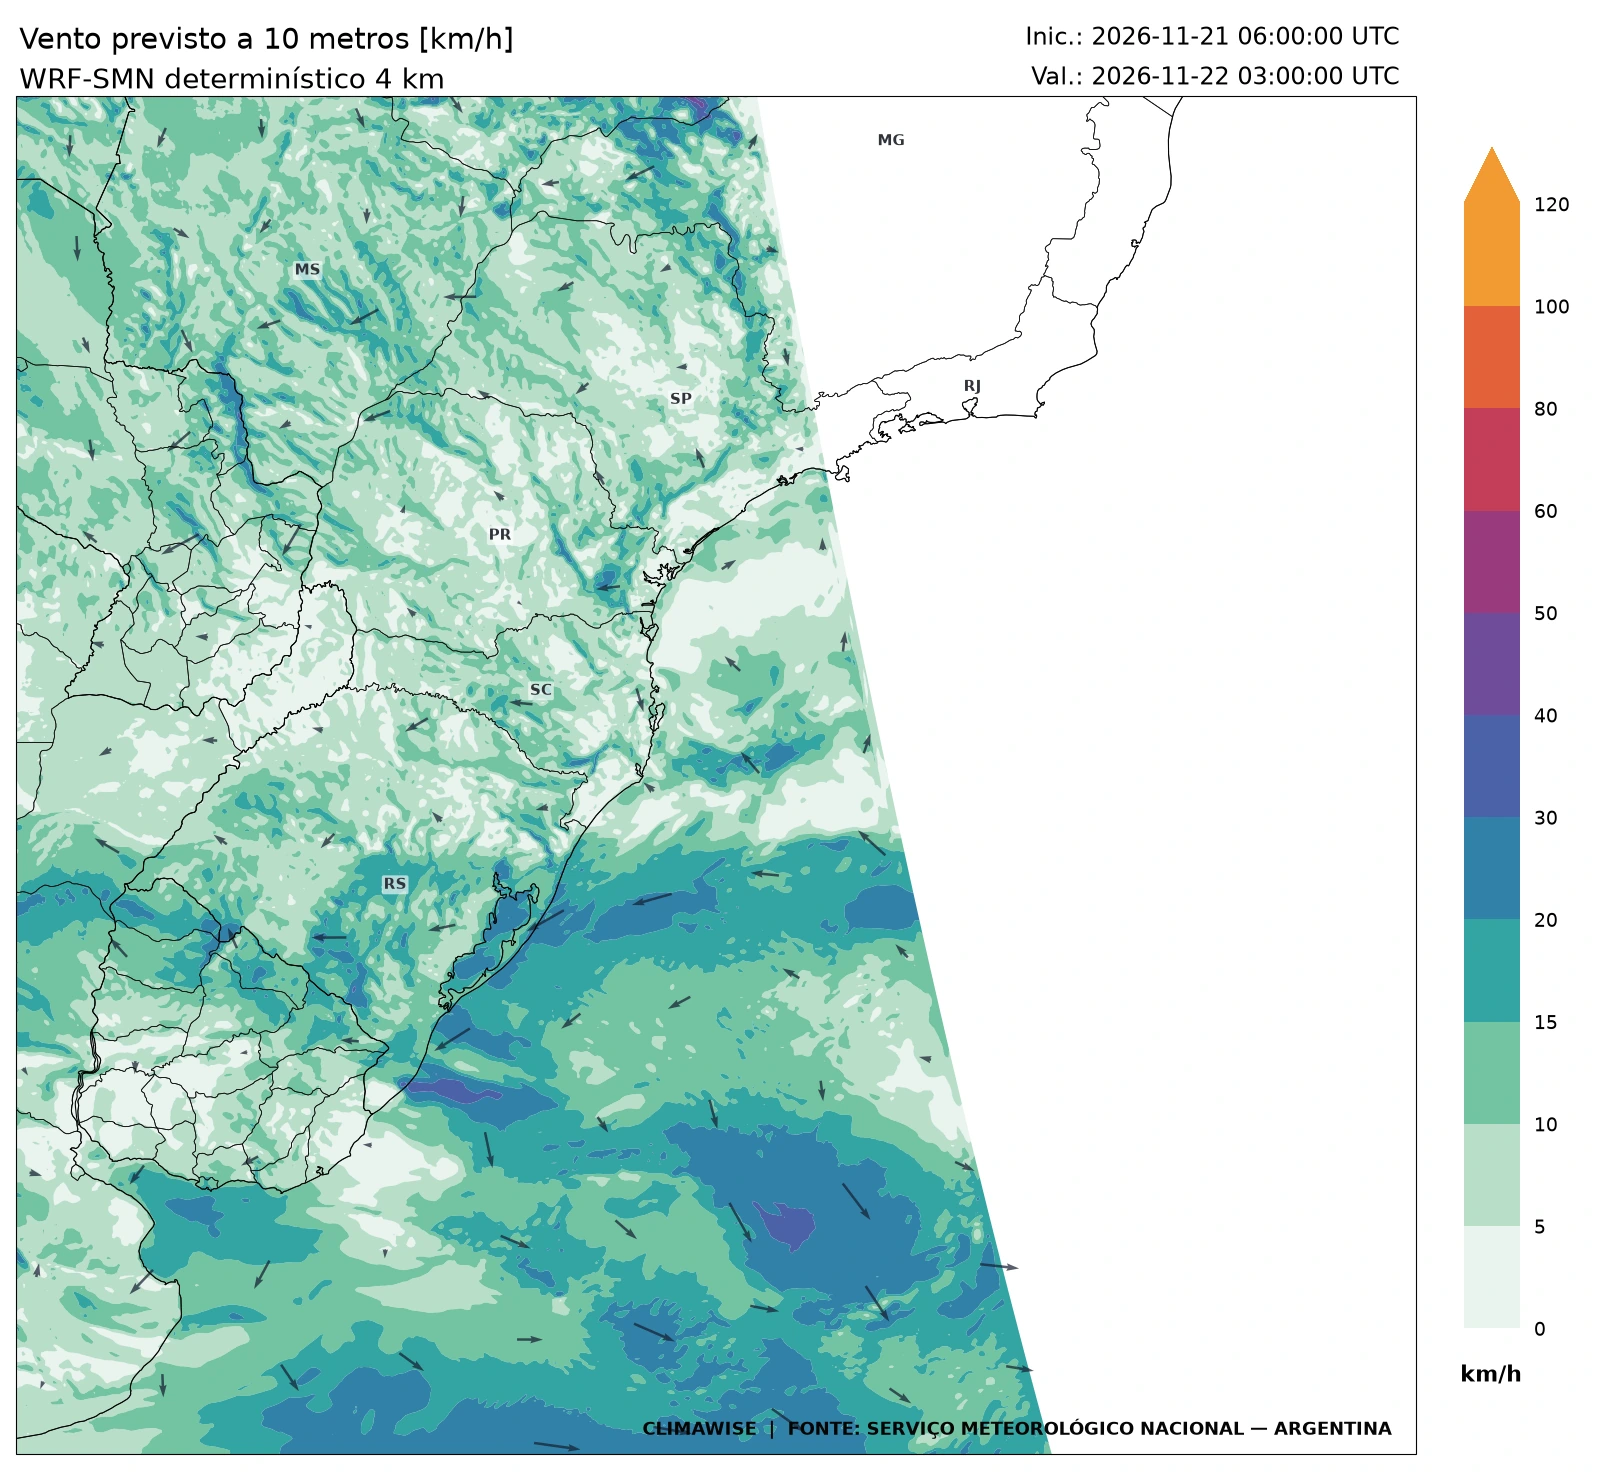 Vento previsto a 10 metros [km/h]
WRF-SMN determinístico 4 km
Inic.: 2026-11-21 06:00:00 UTC
Val.: 2026-11-22 03:00:00 UTC
MG
MS
RJ
SP
PR
SC
RS
120
100
80
60
50
40
30
20
15
10
5
0
km/h
CLIMAWISE | FONTE: SERVIÇO METEOROLÓGICO NACIONAL — ARGENTINA